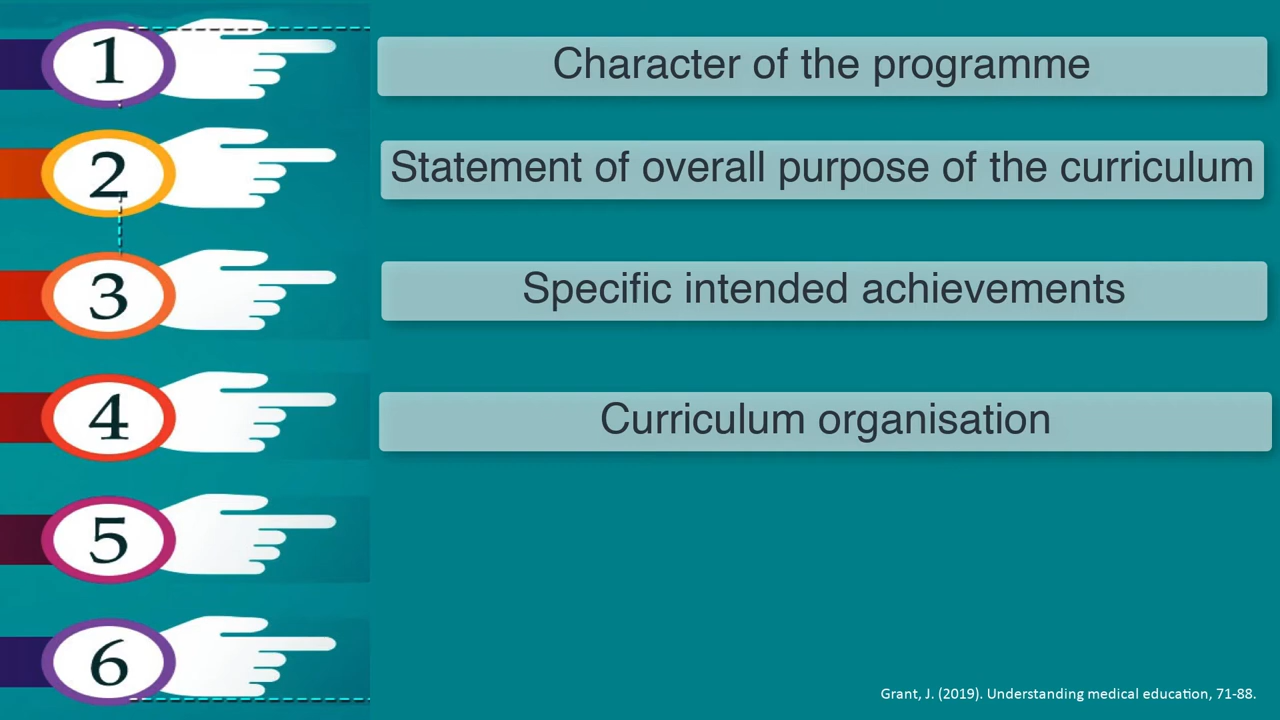 1
Character of the programme
2
Statement of overall purpose of the curriculum
3
Specific intended achievements
4
Curriculum organisation
5
6
Grant, J. (2019). Understanding medical education, 71-88.